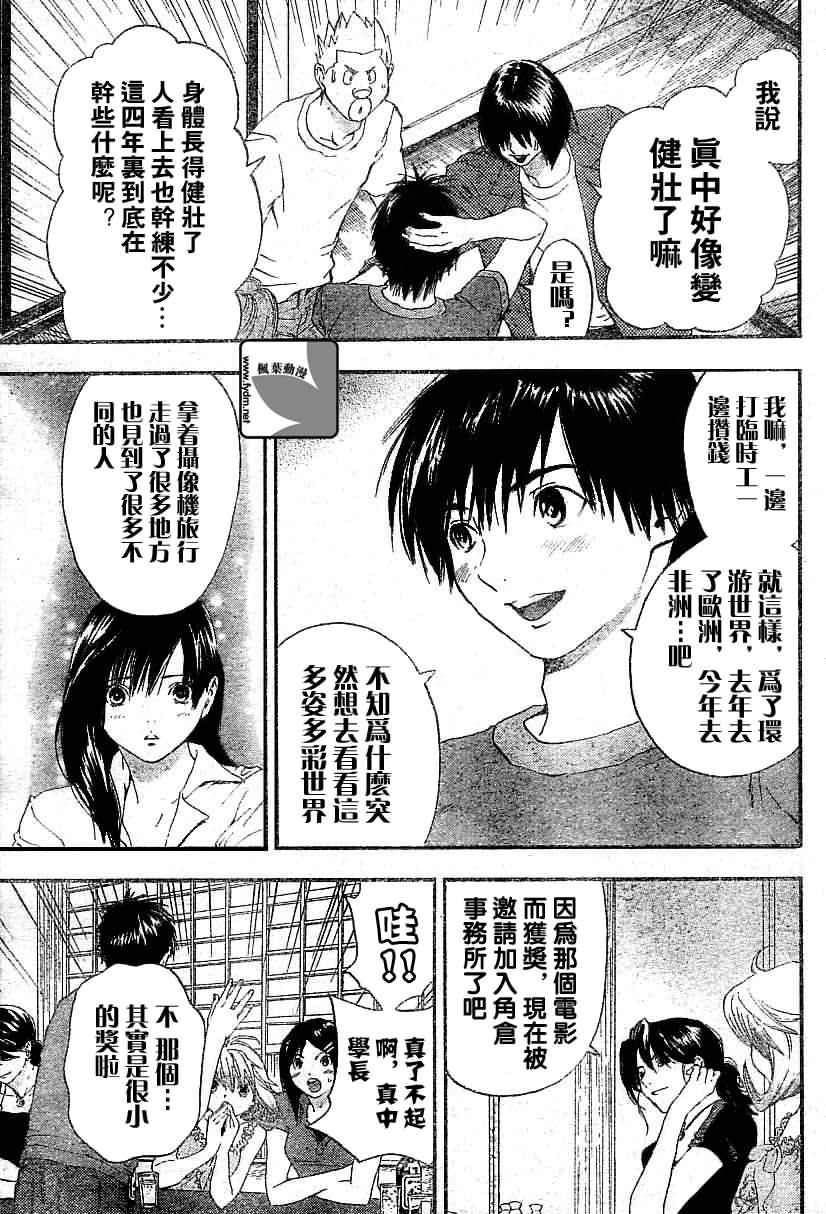 我說
眞中好像變
健壯了嘛
身體長得健壯了
人看上去也幹練不少…
這四年裏到底在
幹些什麼呢？
是嗎？
楓葉動漫
www.fydm.net
我嘛，一邊
打臨時工一
邊攢錢
就這樣，爲了環
游世界，去年去
了歐洲，今年去
非洲…吧
不知爲什麼突
然想去看看這
多姿多彩世界
拿着攝像機旅行
走過了很多地方
也見到了很多不
同的人
因爲那個電影
而獲獎，現在被
邀請加入角倉
事務所了吧
哇!!
真了不起
啊，真中
學長
不 那個…
其實是很小
的獎啦